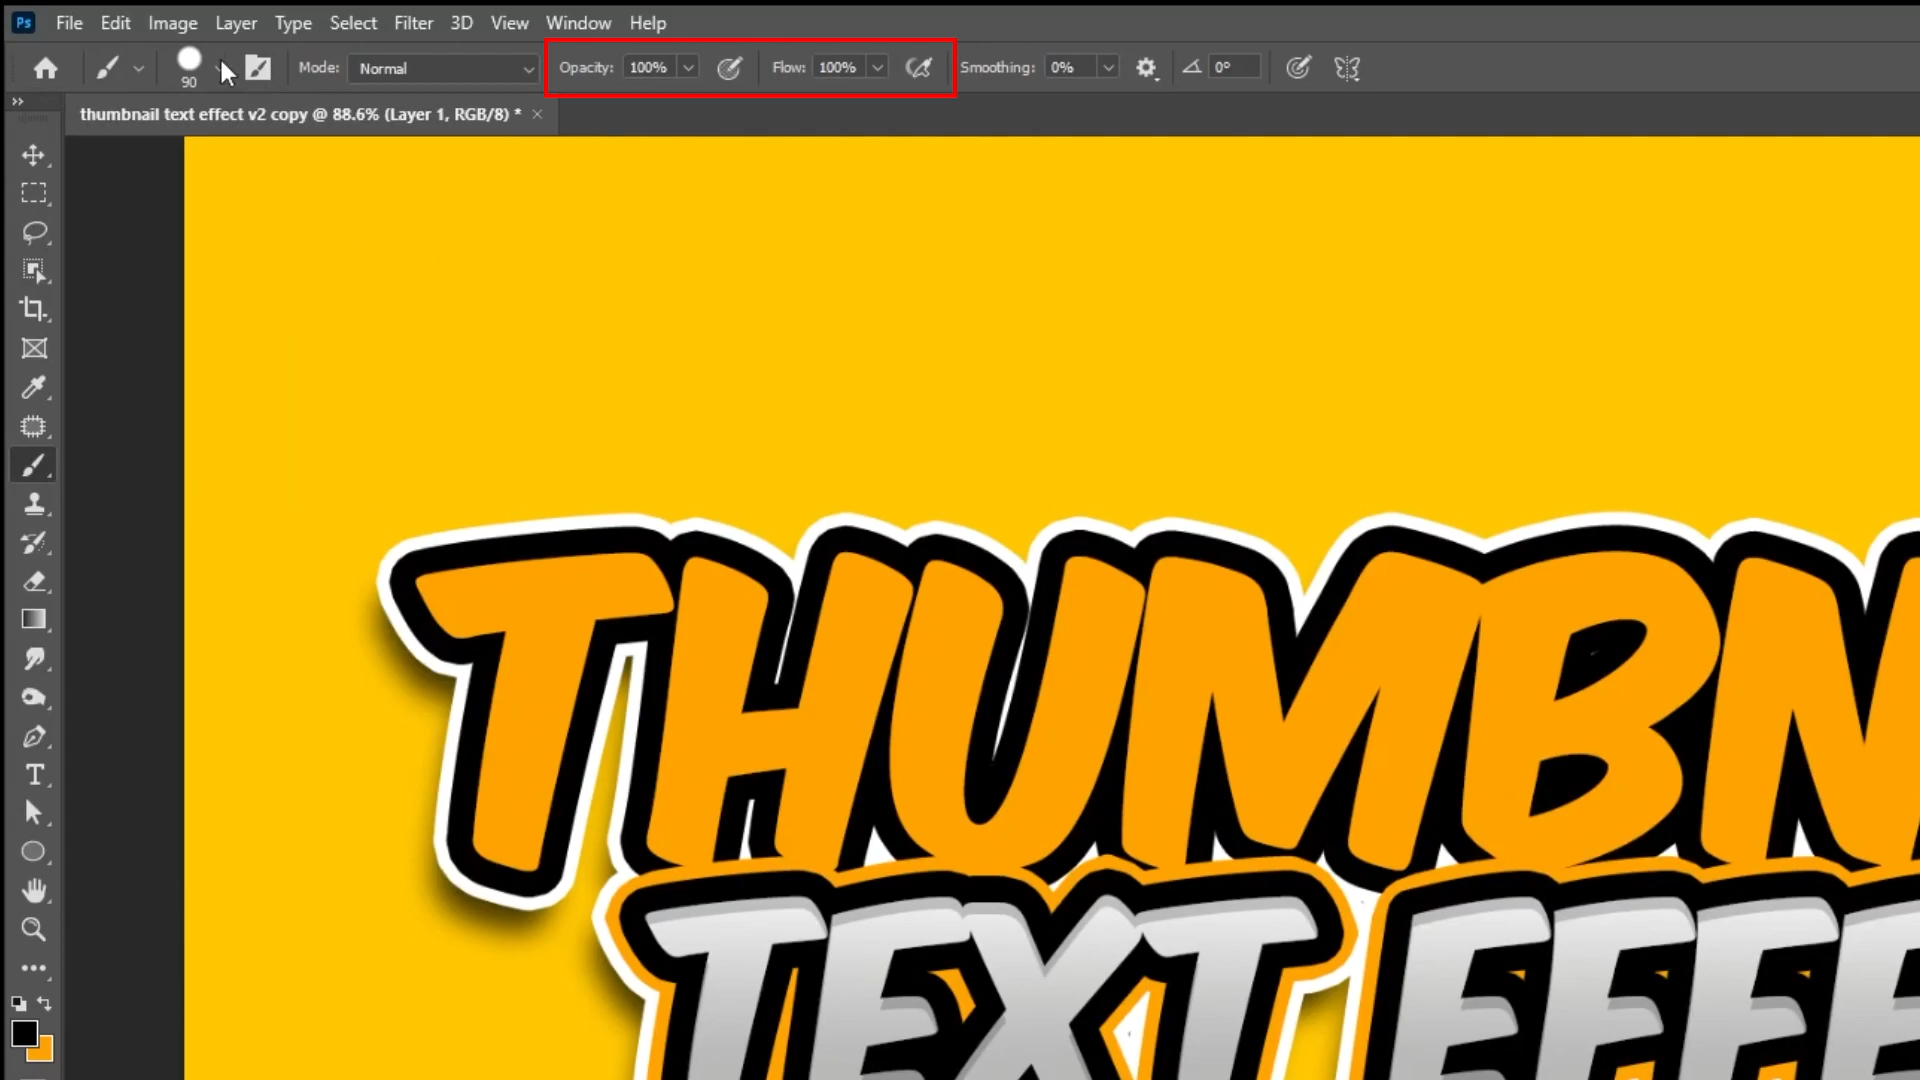 Ps File Edit Image Layer Type Select Filter 3D View Window Help
90 Mode: Normal Opacity: 100% Flow: 100% Smoothing: 0% 0°
thumbnail text effect v2 copy @ 88.6% (Layer 1, RGB/8) * ×
THUMBN
TEXT EFFE